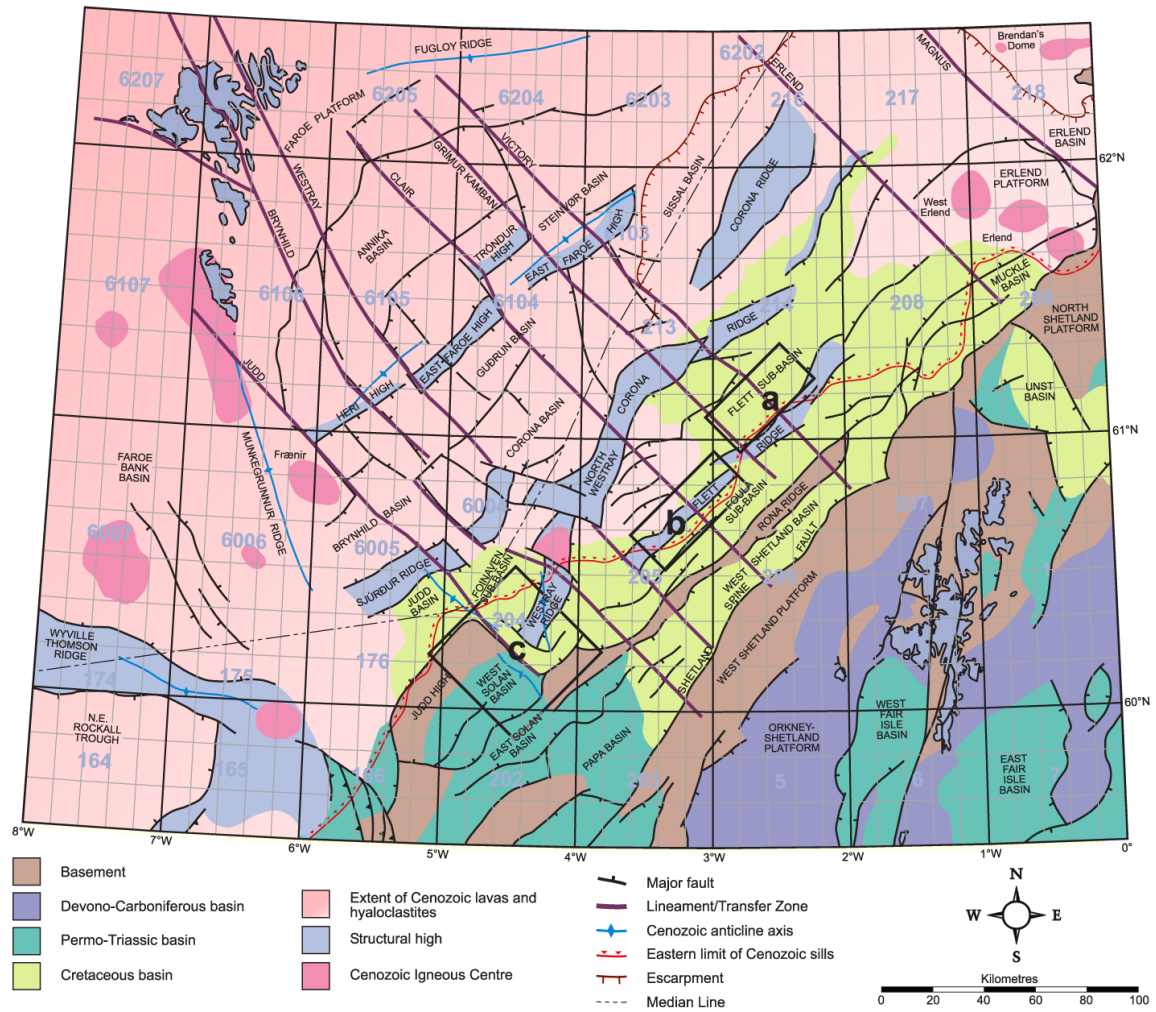 FUGLOY RIDGE
Brendan's
Dome
MAGNUS
6202
ERLEND
6207
6205
6204
6203
216
217
218
FAROE PLATFORM
ERLEND
BASIN
62°N
VICTORY
GRIMUR KAMBAN
CLAIR
WESTRAY
BRYNHILD
SISSAL BASIN
CORONA RIDGE
ERLEND
PLATFORM
West
Erlend
Erlend
STEINVØR BASIN
TRÓNDUR
HIGH
EAST
FAROE
HIGH
6103
ANNIKA
BASIN
6107
6106
6105
6104
213
214
208
209
MUCKLE
BASIN
NORTH
SHETLAND
PLATFORM
RIDGE
EAST FAROE HIGH
GUÐRUN BASIN
JUDD
HERI HIGH
CORONA
FLETT SUB-BASIN
a
UNST
BASIN
61°N
CORONA BASIN
RIDGE
MUNKEGRUNNUR RIDGE
Frænir
FAROE
BANK
BASIN
NORTH
WESTRAY
FLETT
FOULA
SUB-BASIN
RONA RIDGE
207
6004
BRYNHILD BASIN
b
WEST SHETLAND BASIN
FAULT
6007
6006
6005
205
206
1
SJÚRÐUR RIDGE
FOINAVEN
SUB-BASIN
JUDD
BASIN
WESTRAY
RIDGE
204
WEST
SHETLAND
SPINE
WEST SHETLAND PLATFORM
WYVILLE
THOMSON
RIDGE
174
175
176
c
WEST
SOLAN
BASIN
JUDD HIGH
60°N
N.E.
ROCKALL
TROUGH
EAST SOLAN
BASIN
PAPA BASIN
ORKNEY-
SHETLAND
PLATFORM
WEST
FAIR
ISLE
BASIN
EAST
FAIR
ISLE
BASIN
164
165
166
202
203
5
6
7
8°W
7°W
6°W
5°W
4°W
3°W
2°W
1°W
0°
Basement
Devono-Carboniferous basin
Permo-Triassic basin
Cretaceous basin
Extent of Cenozoic lavas and
hyaloclastites
Structural high
Cenozoic Igneous Centre
Major fault
Lineament/Transfer Zone
Cenozoic anticline axis
Eastern limit of Cenozoic sills
Escarpment
Median Line
N
W
E
S
Kilometres
0
20
40
60
80
100